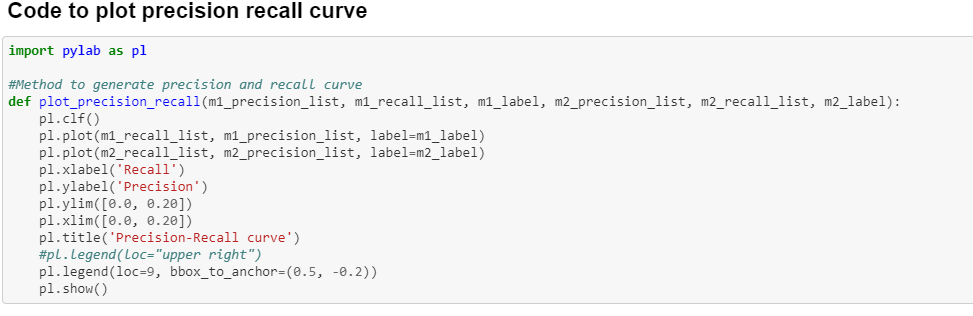 Code to plot precision recall curve
import pylab as pl
#Method to generate precision and recall curve
def plot_precision_recall(m1_precision_list, m1_recall_list, m1_label, m2_precision_list, m2_recall_list, m2_label):
    pl.clf()
    pl.plot(m1_recall_list, m1_precision_list, label=m1_label)
    pl.plot(m2_recall_list, m2_precision_list, label=m2_label)
    pl.xlabel('Recall')
    pl.ylabel('Precision')
    pl.ylim([0.0, 0.20])
    pl.xlim([0.0, 0.20])
    pl.title('Precision-Recall curve')
    #pl.legend(loc="upper right")
    pl.legend(loc=9, bbox_to_anchor=(0.5, -0.2))
    pl.show()